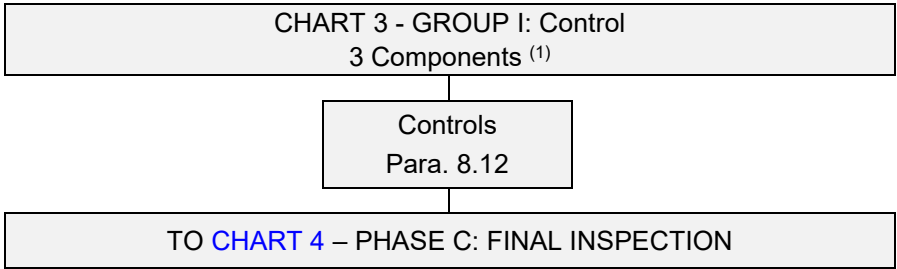 CHART 3 - GROUP I: Control
3 Components (1)
Controls
Para. 8.12
TO CHART 4 – PHASE C: FINAL INSPECTION